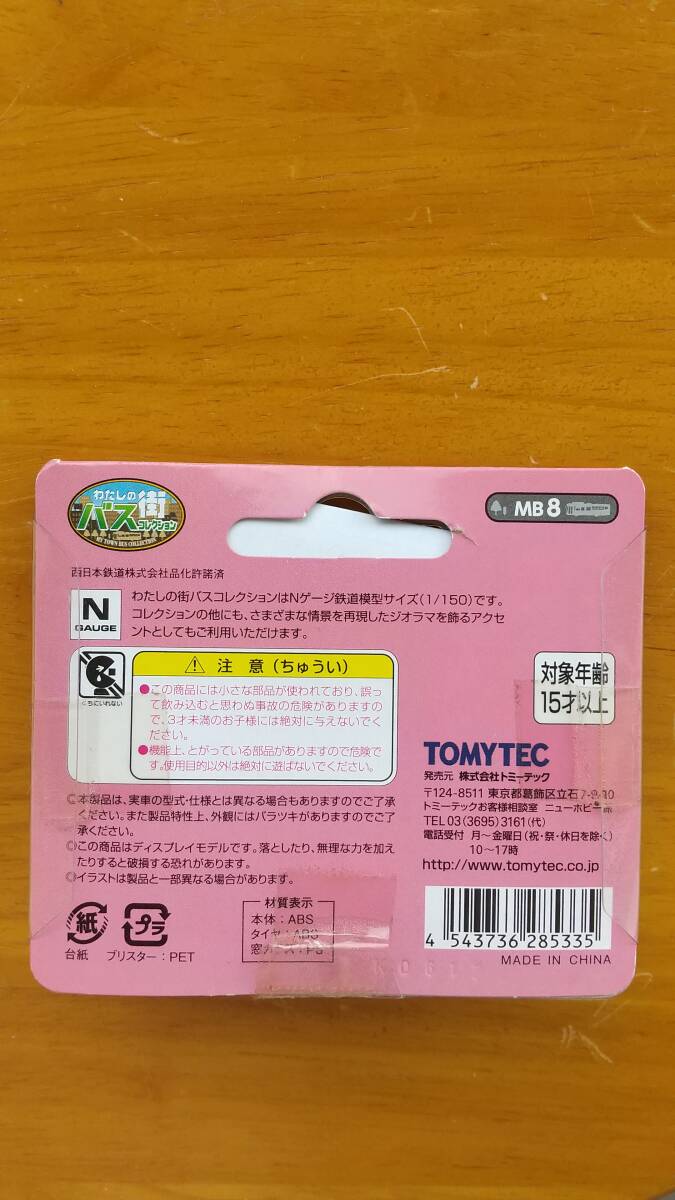 わたしの街
バスコレクション
MY TOWN BUS COLLECTION
MB8
西日本鉄道株式会社商品化許諾済
N
GAUGE
わたしの街バスコレクションはNゲージ鉄道模型サイズ(1/150)です。
コレクションの他にも、さまざまな情景を再現したジオラマを飾るアクセ
ントとしてもご利用いただけます。
くちにいれない
注 意(ちゅうい)
●この商品には小さな部品が使われており、誤っ
て飲み込むと思わぬ事故の危険がありますの
で、3才未満のお子様には絶対に与えないでく
ださい。
●機能上、とがっている部品がありますので危険で
す。使用目的以外は絶対に遊ばないでください。
対象年齢
15才以上
◎本製品は、実車の型式・仕様とは異なる場合もありますのでご了承
ください。また製品特性上、外観にはバラツキがありますがご了
承ください。
◎この商品はディスプレイモデルです。落としたり、無理な力を加え
たりすると破損する恐れがあります。
◎イラストは製品と一部異なる場合があります。
TOMYTEC
発売元 株式会社トミーテック
〒124-8511 東京都葛飾区立石7-9-10
トミーテックお客様相談室 ニューホビー係
TEL 03(3695)3161(代)
電話受付 月~金曜日(祝・祭・休日を除く)
10~17時
http://www.tomytec.co.jp
紙
台紙
プラ
ブリスター:PET
材質表示
本体:ABS
タイヤ:ABS
窓ガラス:PS
4 543736 285335
MADE IN CHINA